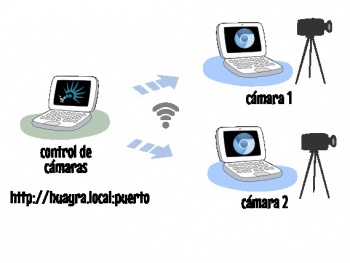 cámara 1
control de
cámaras
http://huayra.local:puerto
cámara 2